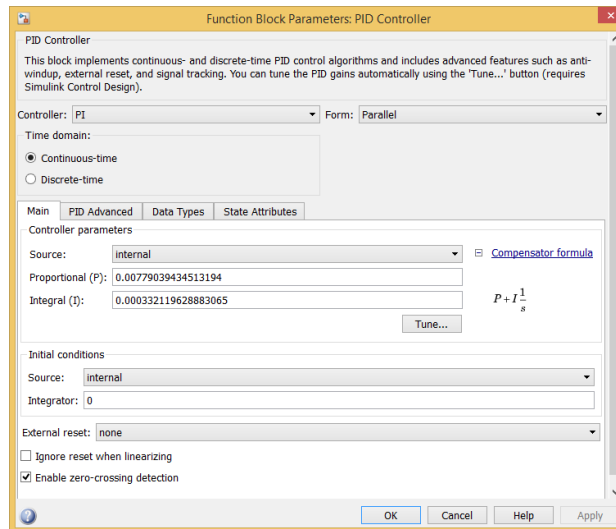 Function Block Parameters: PID Controller
PID Controller
This block implements continuous- and discrete-time PID control algorithms and includes advanced features such as anti-
windup, external reset, and signal tracking. You can tune the PID gains automatically using the 'Tune...' button (requires
Simulink Control Design).
Controller: PI Form: Parallel
Time domain:
Continuous-time
Discrete-time
Main PID Advanced Data Types State Attributes
Controller parameters
Source: internal Compensator formula
Proportional (P): 0.00779039434513194
Integral (I): 0.000332119628883065
P+I 1/s
Tune...
Initial conditions
Source: internal
Integrator: 0
External reset: none
Ignore reset when linearizing
Enable zero-crossing detection
OK Cancel Help Apply